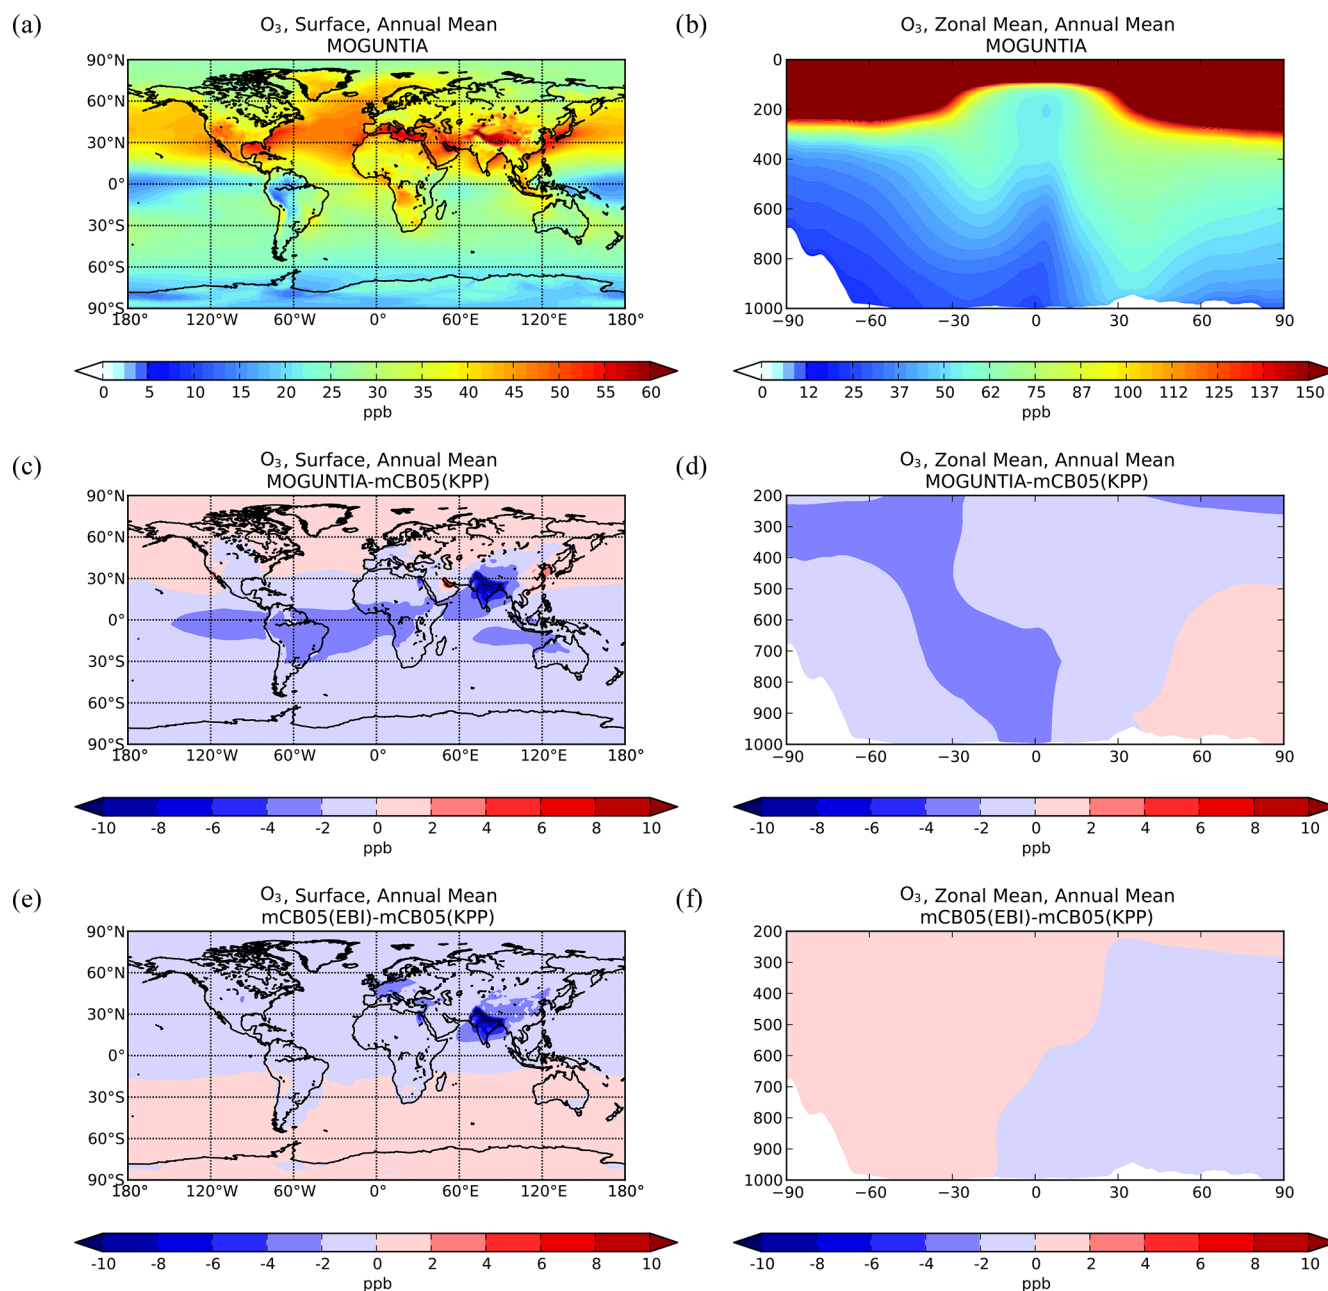 (a)
O₃, Surface, Annual Mean
MOGUNTIA
90°N
60°N
30°N
0°
30°S
60°S
90°S
180° 120°W 60°W 0° 60°E 120°E 180°
0 5 10 15 20 25 30 35 40 45 50 55 60
ppb
(b)
O₃, Zonal Mean, Annual Mean
MOGUNTIA
0
200
400
600
800
1000
−90 −60 −30 0 30 60 90
0 12 25 37 50 62 75 87 100 112 125 137 150
ppb
(c)
O₃, Surface, Annual Mean
MOGUNTIA-mCB05(KPP)
90°N
60°N
30°N
0°
30°S
60°S
90°S
180° 120°W 60°W 0° 60°E 120°E 180°
-10 -8 -6 -4 -2 0 2 4 6 8 10
ppb
(d)
O₃, Zonal Mean, Annual Mean
MOGUNTIA-mCB05(KPP)
200
300
400
500
600
700
800
900
1000
−90 −60 −30 0 30 60 90
-10 -8 -6 -4 -2 0 2 4 6 8 10
ppb
(e)
O₃, Surface, Annual Mean
mCB05(EBI)-mCB05(KPP)
90°N
60°N
30°N
0°
30°S
60°S
90°S
180° 120°W 60°W 0° 60°E 120°E 180°
-10 -8 -6 -4 -2 0 2 4 6 8 10
ppb
(f)
O₃, Zonal Mean, Annual Mean
mCB05(EBI)-mCB05(KPP)
200
300
400
500
600
700
800
900
1000
−90 −60 −30 0 30 60 90
-10 -8 -6 -4 -2 0 2 4 6 8 10
ppb